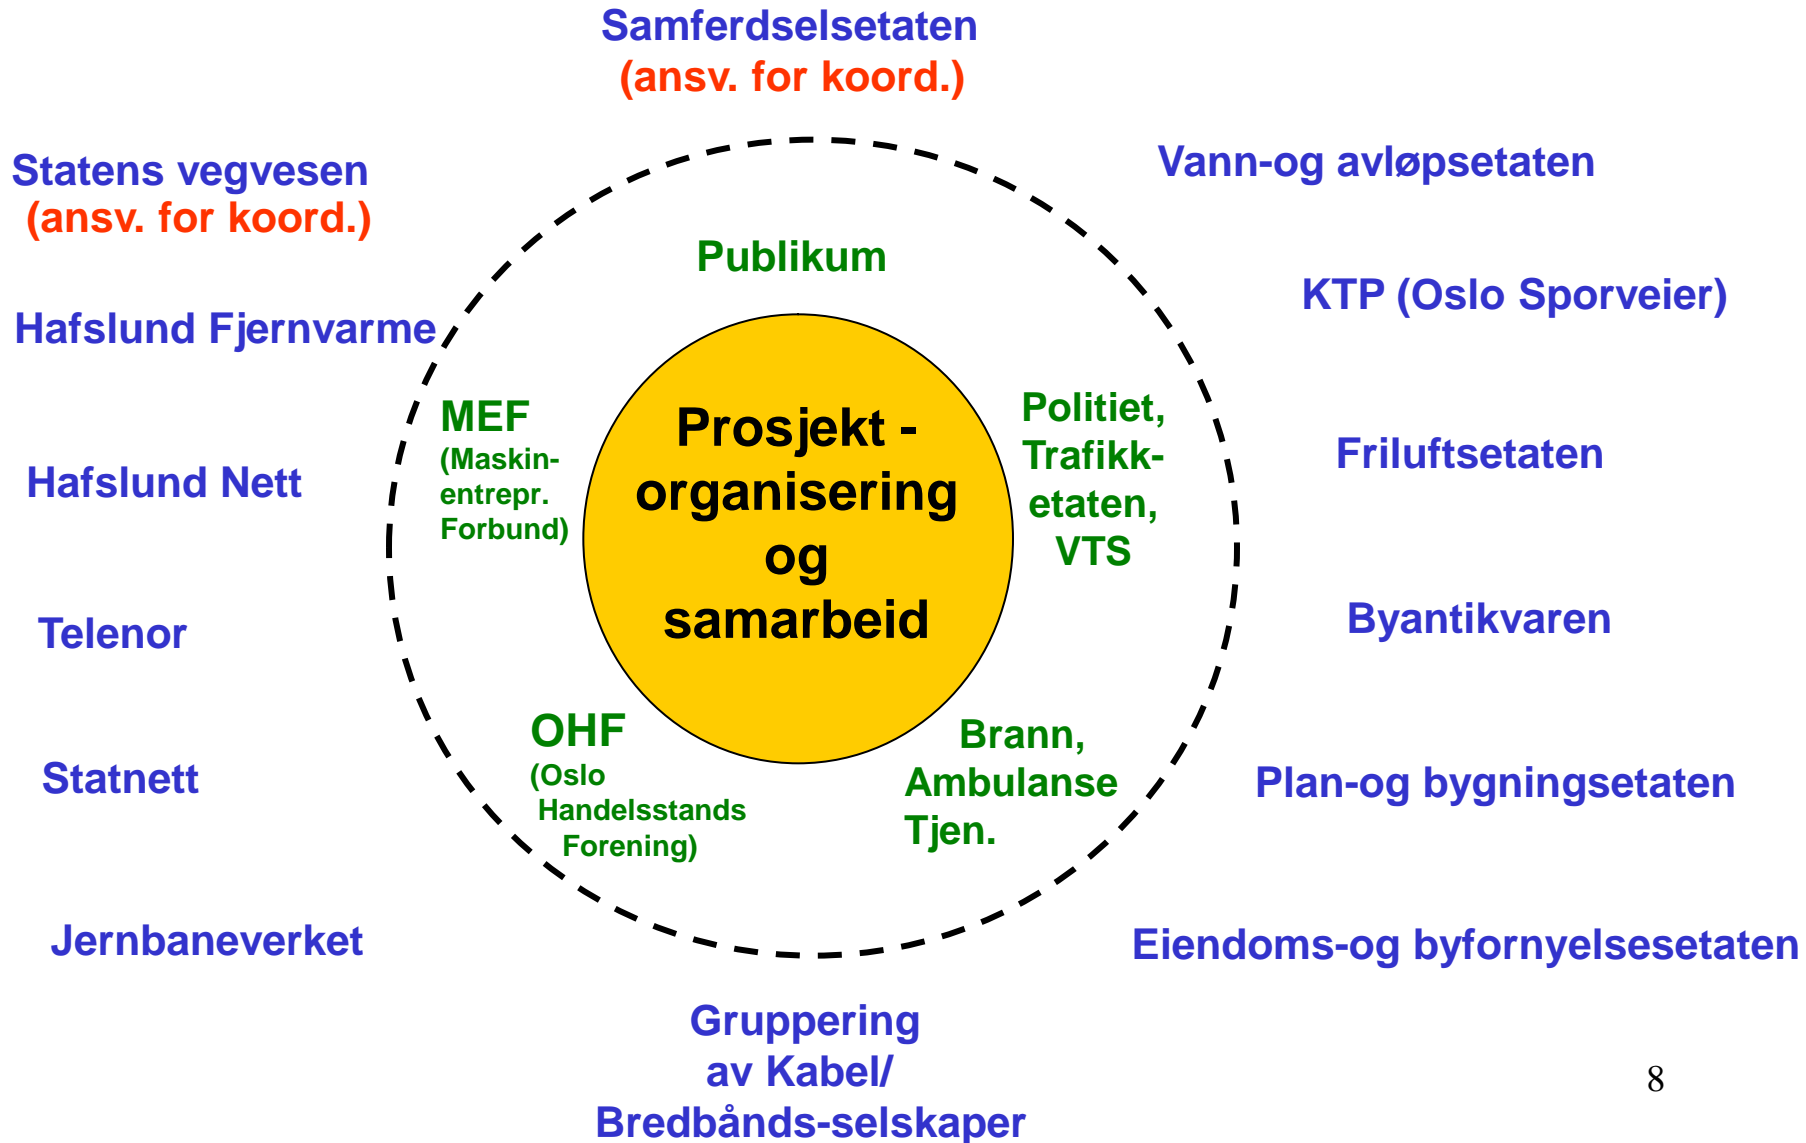 Samferdselsetaten
(ansv. for koord.)
Statens vegvesen
(ansv. for koord.)
Vann-og avløpsetaten
Publikum
KTP (Oslo Sporveier)
Hafslund Fjernvarme
MEF
(Maskin-
entrepr.
Forbund)
Prosjekt -
organisering
og
samarbeid
Politiet,
Trafikk-
etaten,
VTS
Friluftsetaten
Hafslund Nett
Byantikvaren
Telenor
OHF
(Oslo
Handelsstands
Forening)
Brann,
Ambulanse
Tjen.
Statnett
Plan-og bygningsetaten
Jernbaneverket
Eiendoms-og byfornyelsesetaten
Gruppering
av Kabel/
Bredbånds-selskaper
8